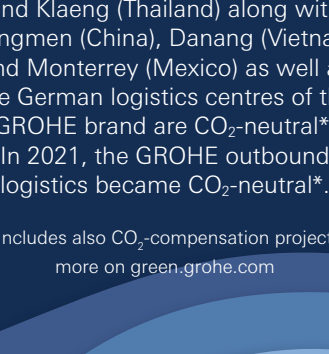 nd Klaeng (Thailand) along wit
ngmen (China), Danang (Vietna
nd Monterrey (Mexico) as well a
e German logistics centres of th
GROHE brand are CO₂-neutral*
In 2021, the GROHE outbound
logistics became CO₂-neutral*.
ncludes also CO₂-compensation project
more on green.grohe.com